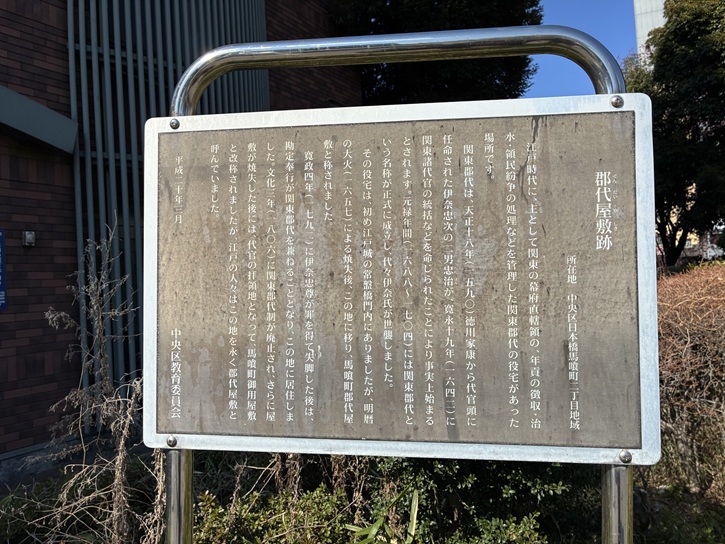 郡代屋敷跡
所在地 中央区日本橋馬喰町二丁目地域
江戸時代に、主として関東の幕府直轄領の、年貢の徴収・治
水・領民紛争の処理などを管理した関東郡代の役宅があった
場所です。
関東郡代は、天正十八年(一五九〇)徳川家康から代官頭に
任命された伊奈忠次の二男忠治が、寛永十九年(一六四二)に
関東諸代官の統括などを命じられたことにより事実上始まる
とされます。元禄年間(一六八八〜一七〇四)には関東郡代と
いう名称が正式に成立し、代々伊奈氏が世襲しました。
その役宅は、初め江戸城の常盤橋門内にありましたが、明暦
の大火(一六五七)による焼失後、この地に移り、馬喰町郡代屋
敷と称されました。
寛政四年(一七九二)に伊奈忠尊が罪を得て失脚した後は、
勘定奉行が関東郡代を兼ねることとなり、この地に居住しま
した。文化三年(一八〇六)に関東郡代制が廃止され、さらに屋
敷が焼失した後には、代官の拝領地となって、馬喰町御用屋敷
と改称されましたが、江戸の人々はこの地を永く郡代屋敷と
呼んでいました。
平成二十年三月
中央区教育委員会